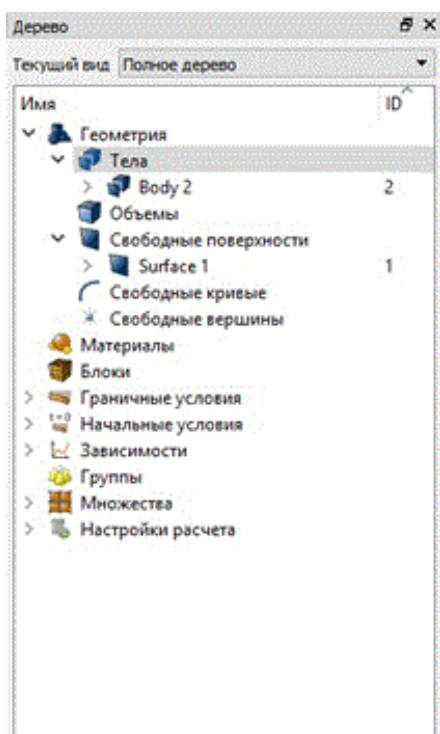 Дерево
Текущий вид Полное дерево
Имя ID
Геометрия
Тела
Body 2 2
Объемы
Свободные поверхности
Surface 1 1
Свободные кривые
Свободные вершины
Материалы
Блоки
Граничные условия
t=0 Начальные условия
Зависимости
Группы
Множества
Настройки расчета